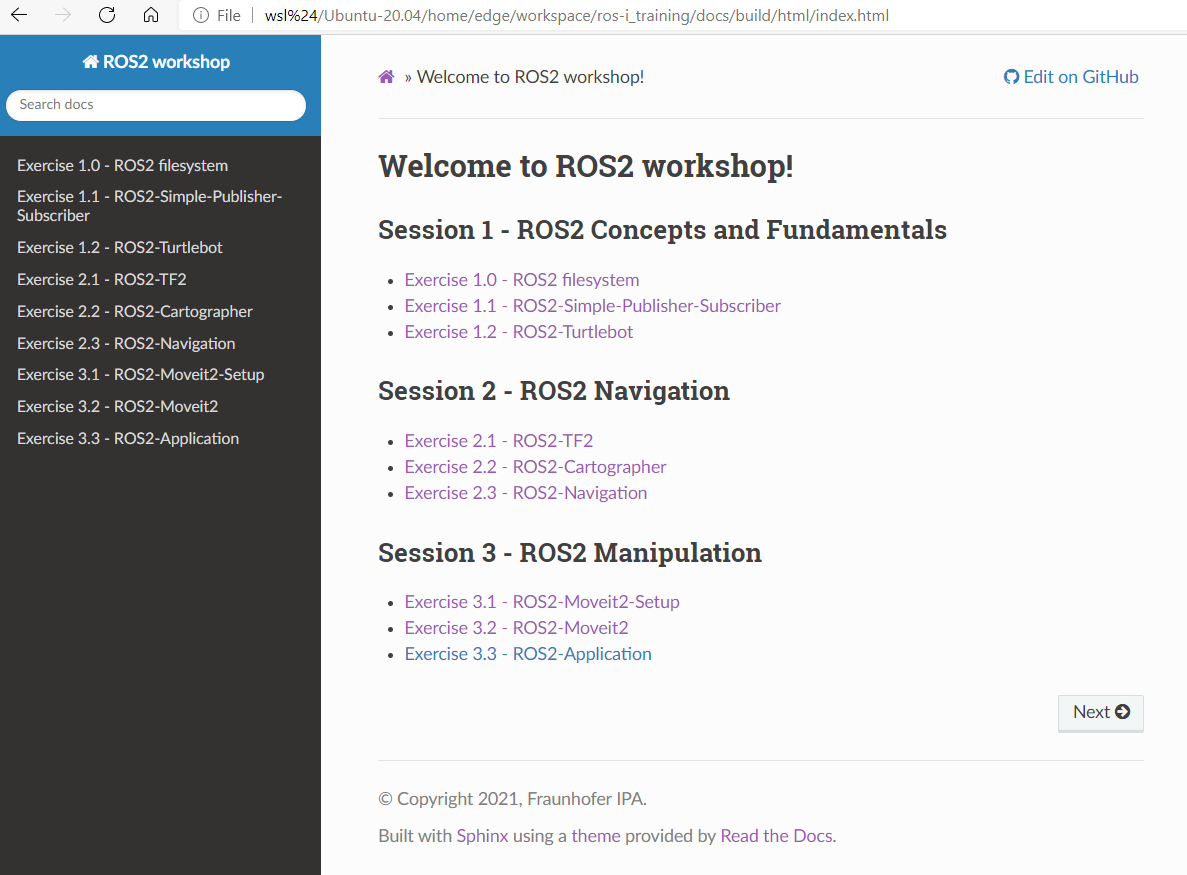 File wsl%24/Ubuntu-20.04/home/edge/workspace/ros-i_training/docs/build/html/index.html
ROS2 workshop
Search docs
Exercise 1.0 - ROS2 filesystem
Exercise 1.1 - ROS2-Simple-Publisher-
Subscriber
Exercise 1.2 - ROS2-Turtlebot
Exercise 2.1 - ROS2-TF2
Exercise 2.2 - ROS2-Cartographer
Exercise 2.3 - ROS2-Navigation
Exercise 3.1 - ROS2-Moveit2-Setup
Exercise 3.2 - ROS2-Moveit2
Exercise 3.3 - ROS2-Application
» Welcome to ROS2 workshop!
Edit on GitHub
Welcome to ROS2 workshop!
Session 1 - ROS2 Concepts and Fundamentals
• Exercise 1.0 - ROS2 filesystem
• Exercise 1.1 - ROS2-Simple-Publisher-Subscriber
• Exercise 1.2 - ROS2-Turtlebot
Session 2 - ROS2 Navigation
• Exercise 2.1 - ROS2-TF2
• Exercise 2.2 - ROS2-Cartographer
• Exercise 2.3 - ROS2-Navigation
Session 3 - ROS2 Manipulation
• Exercise 3.1 - ROS2-Moveit2-Setup
• Exercise 3.2 - ROS2-Moveit2
• Exercise 3.3 - ROS2-Application
Next
© Copyright 2021, Fraunhofer IPA.
Built with Sphinx using a theme provided by Read the Docs.